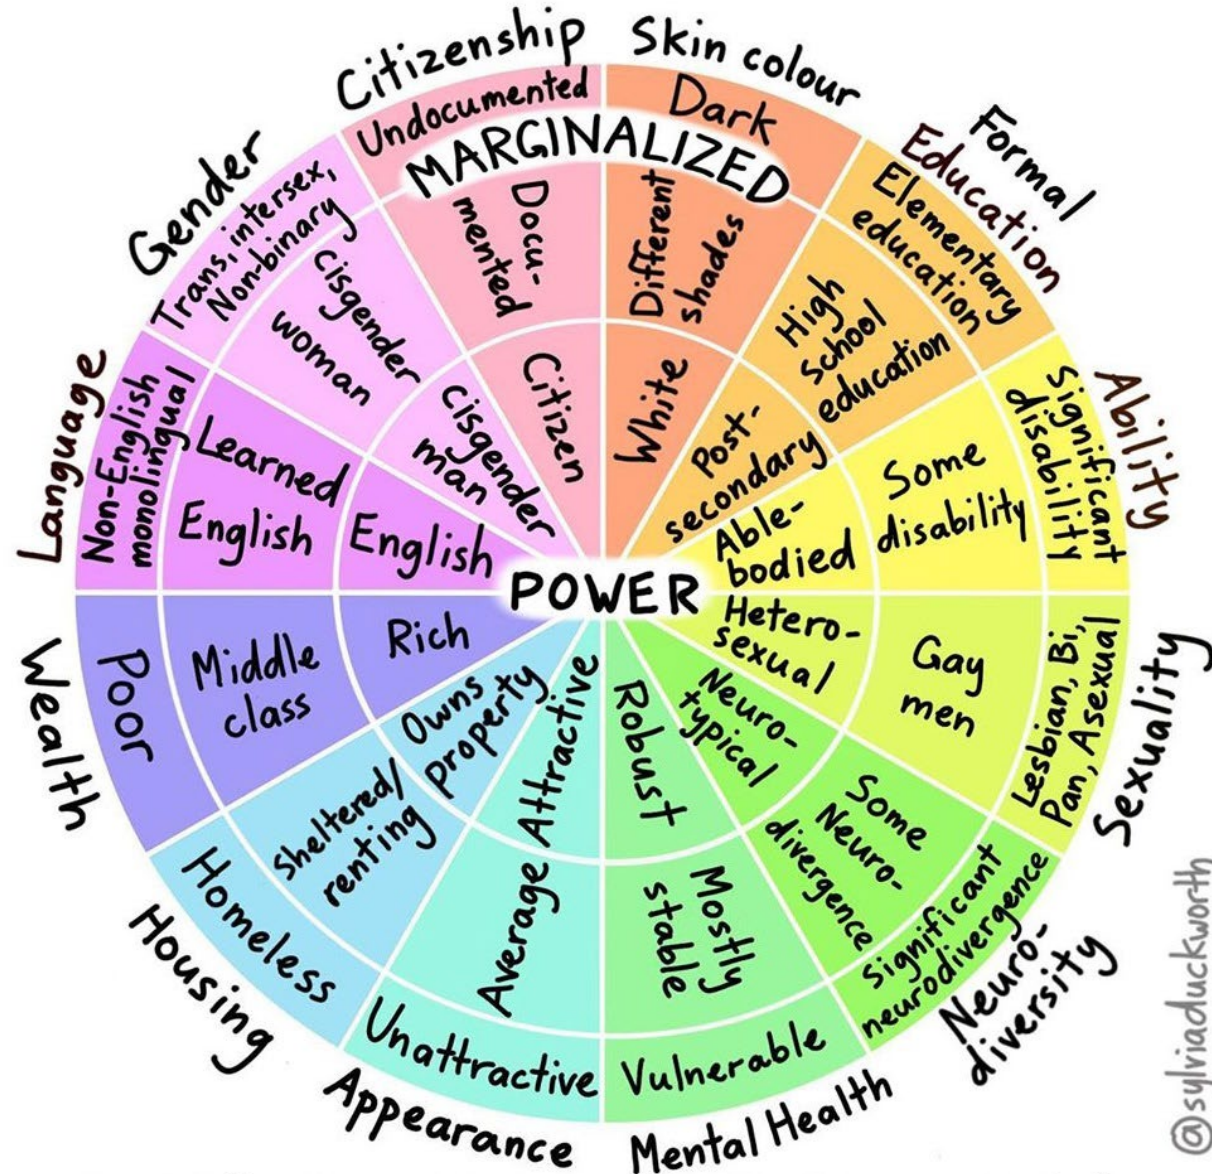 Citizenship
Undocumented
Docu-
mented
Citizen
Skin colour
Dark
Different
shades
White
MARGINALIZED
Formal
Education
Elementary
education
High
school
education
Post-
secondary
Ability
Significant
disability
Some
disability
Able-
bodied
Sexuality
Lesbian, Bi,
Pan, Asexual
Gay
men
Hetero-
sexual
Neuro-
diversity
Significant
neurodivergence
Some
Neuro-
divergence
Neuro-
typical
Mental Health
Vulnerable
Mostly
stable
Robust
Appearance
Unattractive
Average
Attractive
Housing
Homeless
Sheltered/
renting
Owns
property
Wealth
Poor
Middle
class
Rich
Language
Non-English
monolingual
Learned
English
English
Gender
Trans, intersex,
Non-binary
cisgender
woman
cisgender
man
POWER
@sylviaduckworth